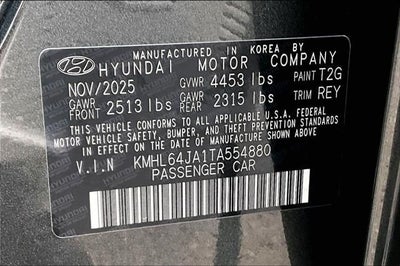 MANUFACTURED IN KOREA BY
HYUNDAI MOTOR COMPANY
NOV/2025 GVWR 4453 lbs PAINT T2G
GAWR FRONT 2513 lbs GAWR REAR 2315 lbs TRIM REY
THIS VEHICLE CONFORMS TO ALL APPLICABLE U.S.A. FEDERAL
MOTOR VEHICLE SAFETY, BUMPER, AND THEFT PREVENTION STANDARDS
IN EFFECT ON THE DATE OF MANUFACTURE SHOWN ABOVE.
V.I.N KMHL64JA1TA554880
PASSENGER CAR